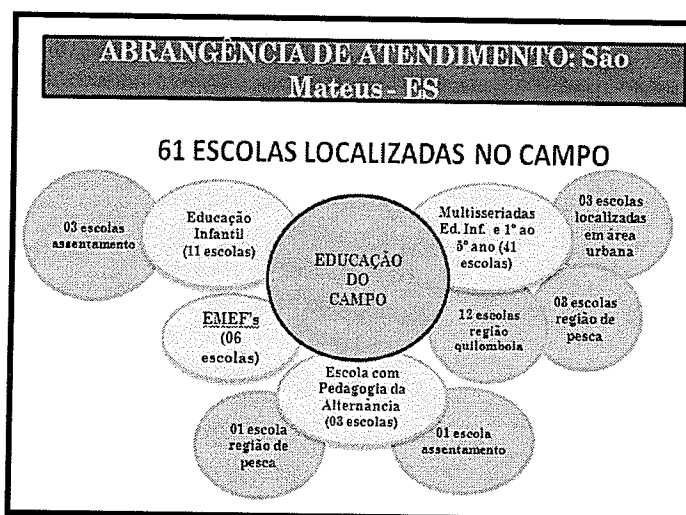 ABRANGÊNCIA DE ATENDIMENTO: São
Mateus - ES
61 ESCOLAS LOCALIZADAS NO CAMPO
03 escolas
assentamento
Educação
Infantil
(11 escolas)
EDUCAÇÃO
DO
CAMPO
Multisseriadas
Ed. Inf. e 1º ao
5º ano (41
escolas)
03 escolas
localizadas
em área
urbana
EMEF's
(06
escolas)
12 escolas
região
quilombola
03 escolas
região de
pesca
Escola com
Pedagogia da
Alternância
(03 escolas)
01 escola
região de
pesca
01 escola
assentamento